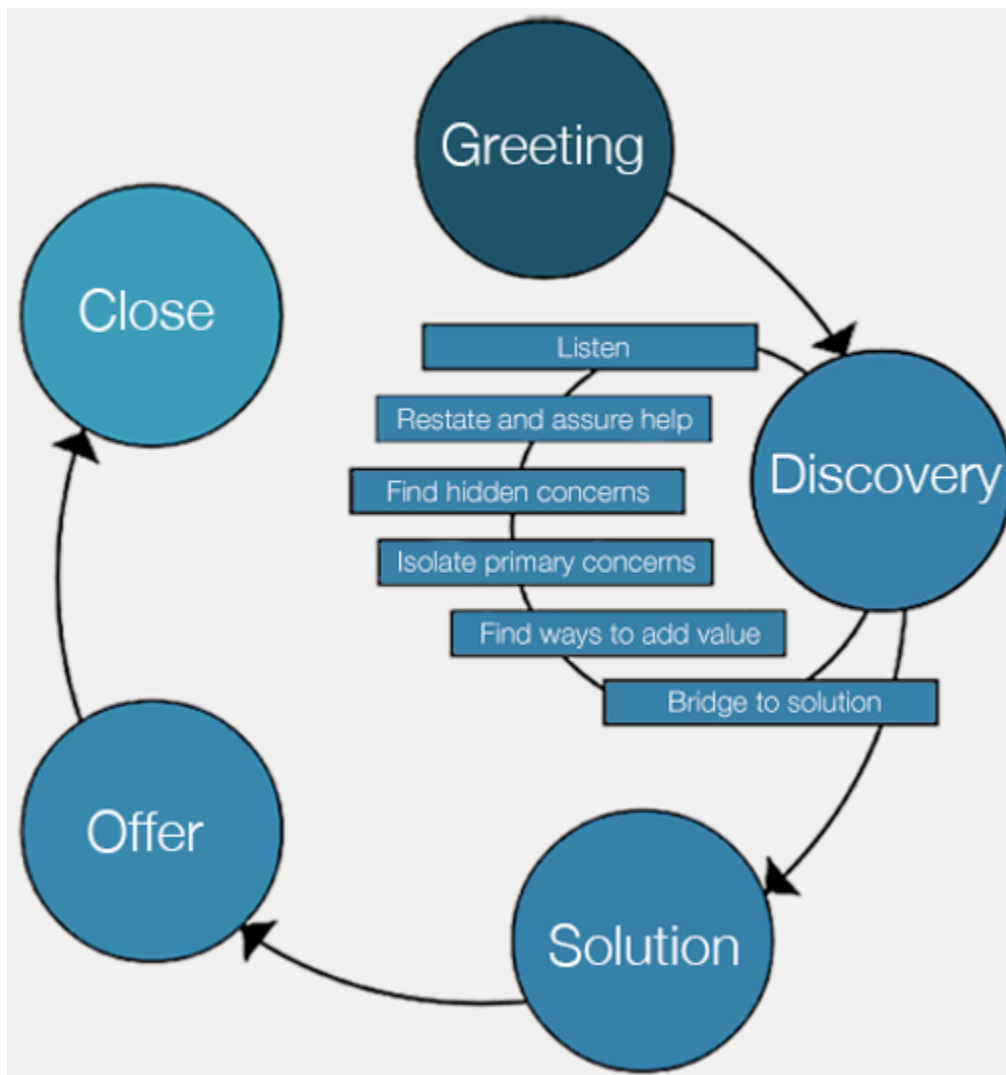 Greeting
Close
Listen
Restate and assure help
Discovery
Find hidden concerns
Isolate primary concerns
Find ways to add value
Bridge to solution
Offer
Solution